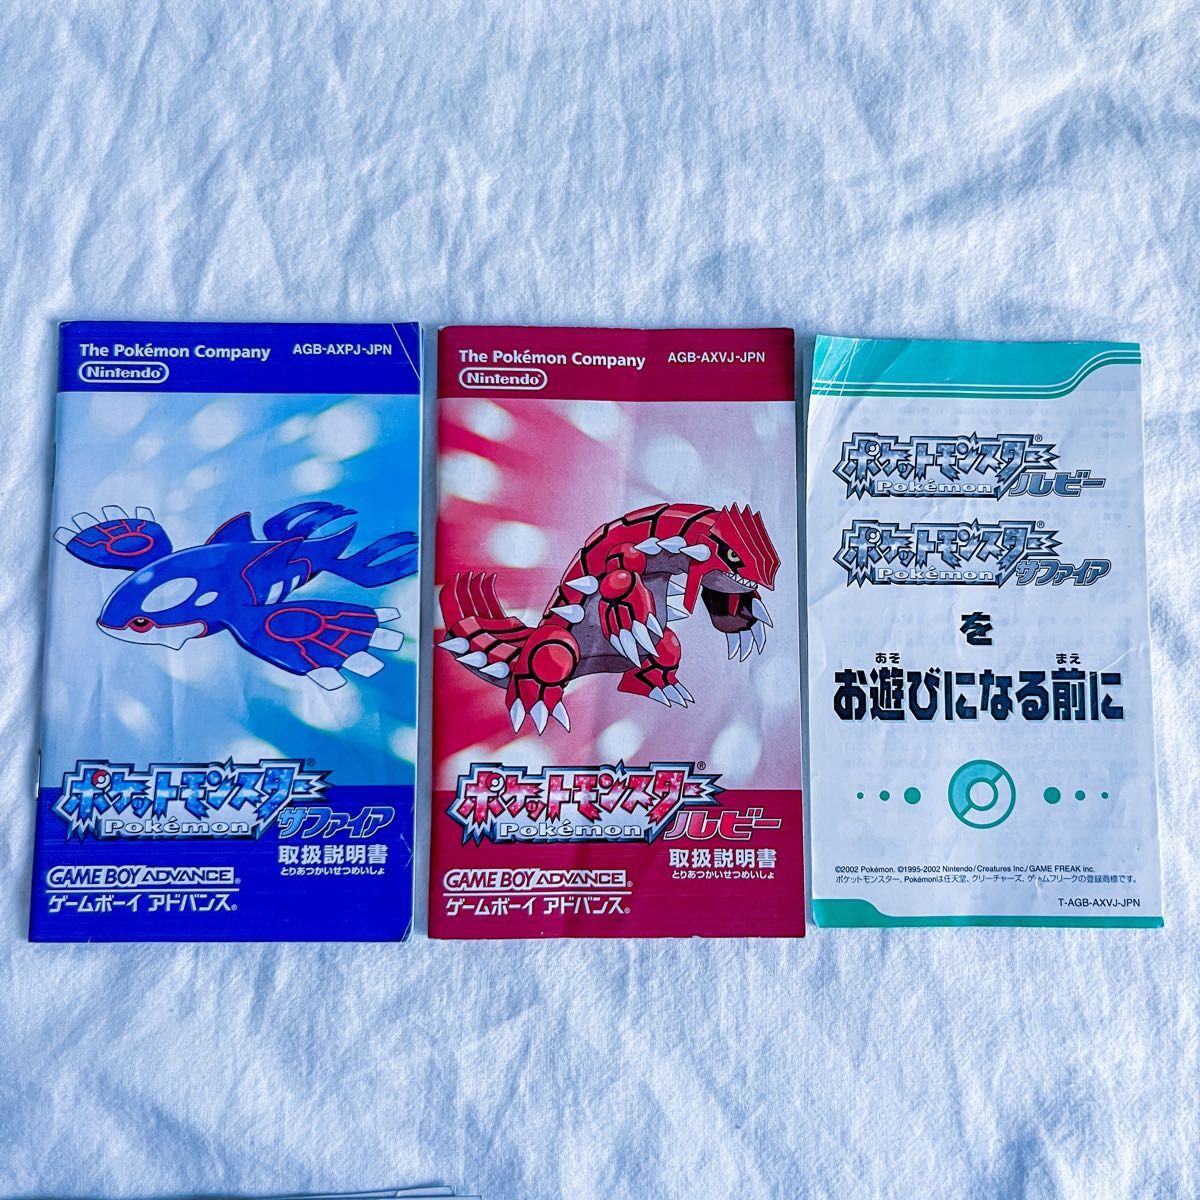 The Pokémon Company AGB-AXPJ-JPN
Nintendo®
ポケットモンスター
Pokémon サファイア
取扱説明書
とりあつかいせつめいしょ
GAME BOY ADVANCE®
ゲームボーイ アドバンス®
The Pokémon Company AGB-AXVJ-JPN
Nintendo®
ポケットモンスター®
Pokémon ルビー
取扱説明書
とりあつかいせつめいしょ
GAME BOY ADVANCE®
ゲームボーイ アドバンス®
ポケットモンスター®
Pokémon ルビー
ポケットモンスター®
Pokémon サファイア
を
あそ まえ
お遊びになる前に
©2002 Pokémon. ©1995-2002 Nintendo/Creatures Inc./GAME FREAK inc.
ポケットモンスター、Pokémonは任天堂、クリーチャーズ、ゲームフリークの登録商標です。
T-AGB-AXVJ-JPN